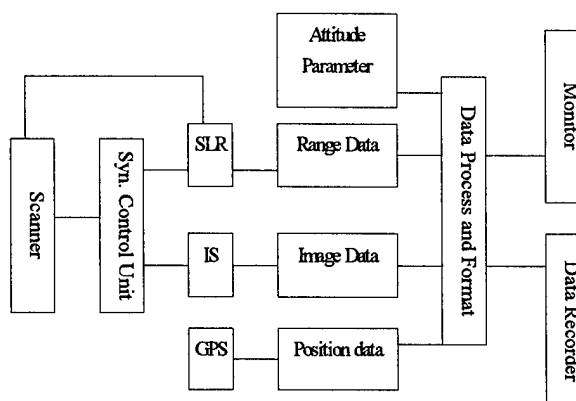 Attitude
Parameter
SLR
Range Data
Scanner
Syn. Control Unit
IS
Image Data
GPS
Position data
Data Process and Format
Monitor
Data Recorder